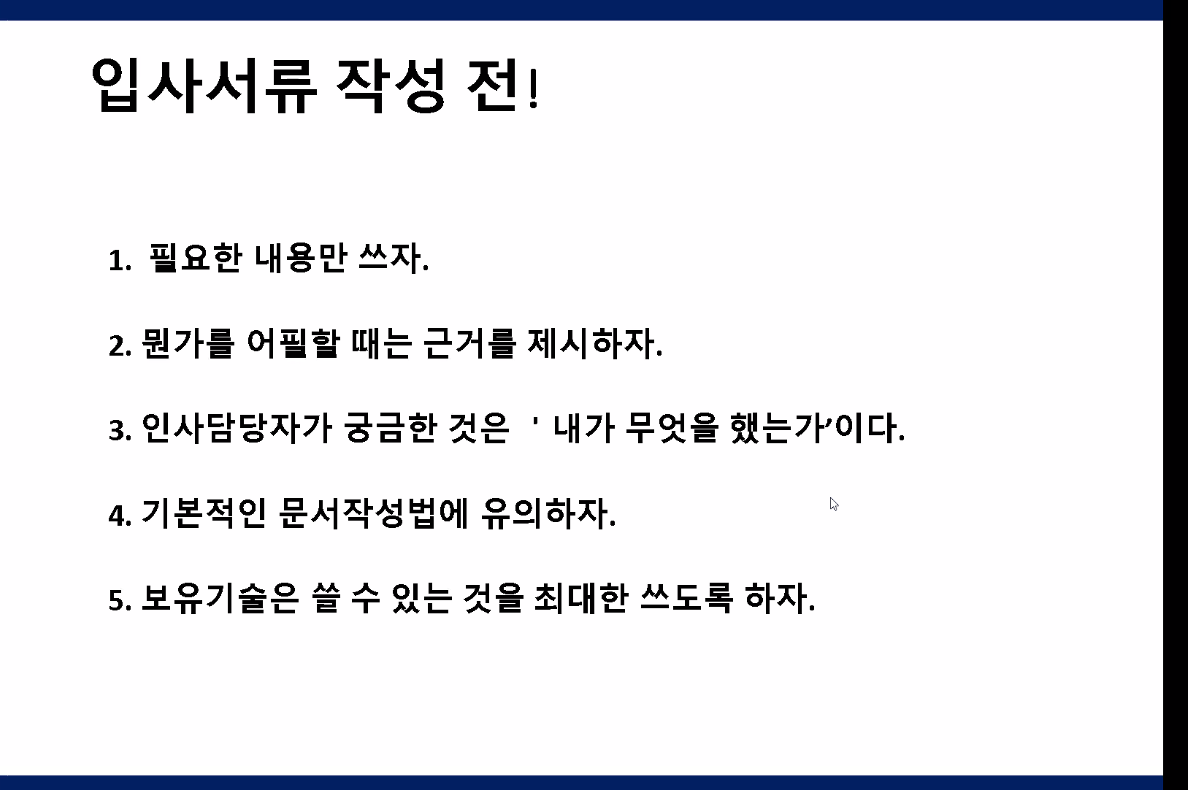 입사서류 작성 전!
1. 필요한 내용만 쓰자.
2. 뭔가를 어필할 때는 근거를 제시하자.
3. 인사담당자가 궁금한 것은 '내가 무엇을 했는가’이다.
4. 기본적인 문서작성법에 유의하자.
5. 보유기술은 쓸 수 있는 것을 최대한 쓰도록 하자.